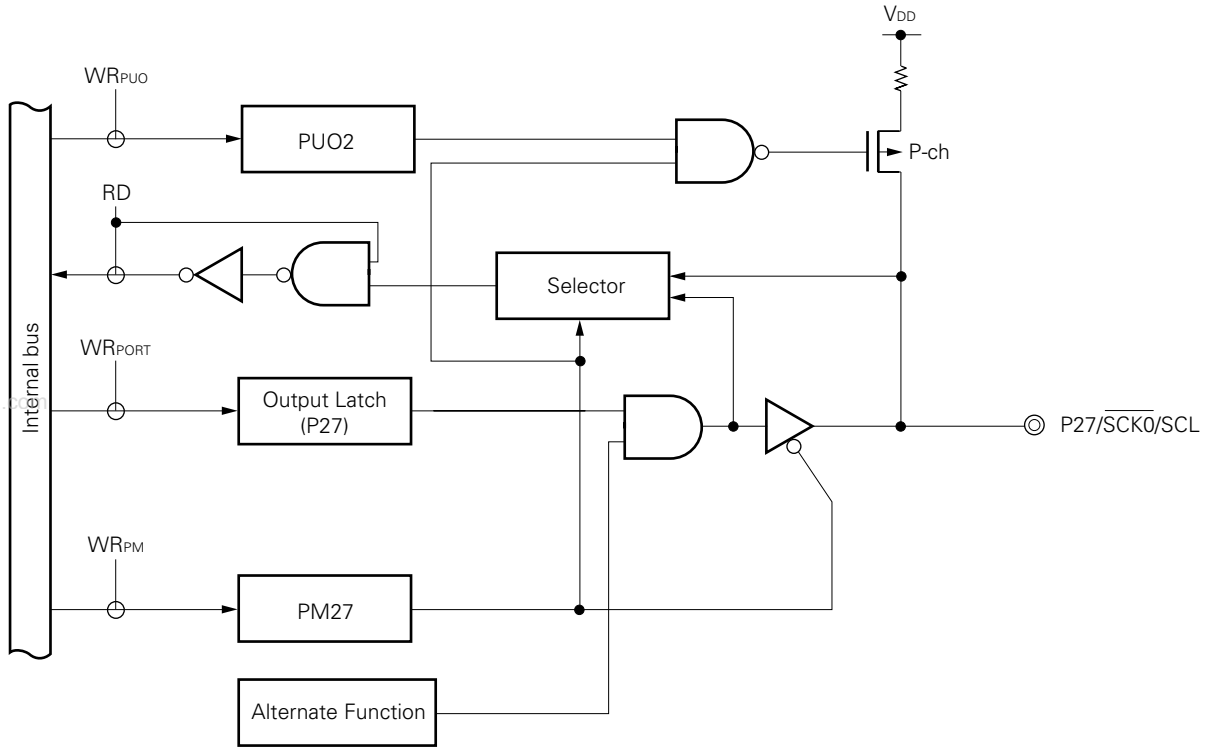 VDD
WRPUO
PUO2
P-ch
RD
Selector
Internal bus
WRPORT
.com
Output Latch
(P27)
P27/SCK0/SCL
WRPM
PM27
Alternate Function